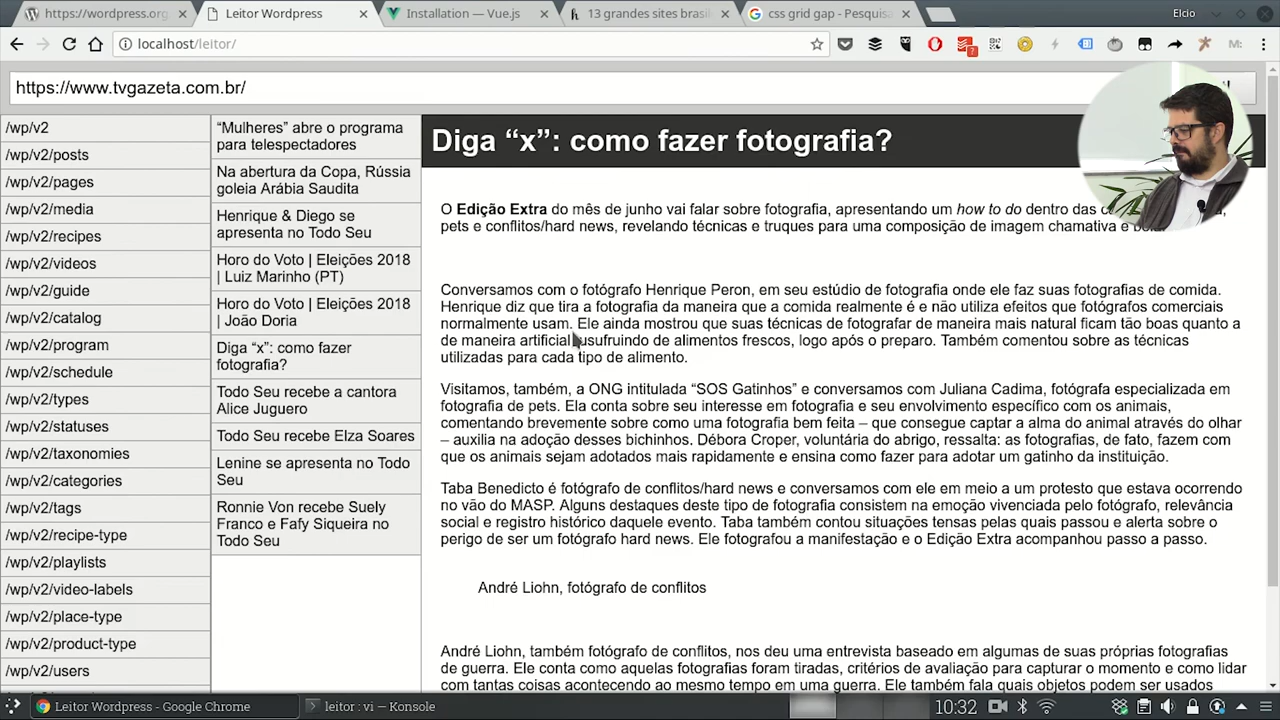 https://wordpress.org
Leitor Wordpress
Installation — Vue.js
13 grandes sites brasil
css grid gap - Pesquisa
Elcio
localhost/leitor/
?
M:
https://www.tvgazeta.com.br/
/wp/v2
/wp/v2/posts
/wp/v2/pages
/wp/v2/media
/wp/v2/recipes
/wp/v2/videos
/wp/v2/guide
/wp/v2/catalog
/wp/v2/program
/wp/v2/schedule
/wp/v2/types
/wp/v2/statuses
/wp/v2/taxonomies
/wp/v2/categories
/wp/v2/tags
/wp/v2/recipe-type
/wp/v2/playlists
/wp/v2/video-labels
/wp/v2/place-type
/wp/v2/product-type
/wp/v2/users
“Mulheres” abre o programa
para telespectadores
Na abertura da Copa, Rússia
goleia Arábia Saudita
Henrique & Diego se
apresenta no Todo Seu
Horo do Voto | Eleições 2018
| Luiz Marinho (PT)
Horo do Voto | Eleições 2018
| João Doria
Diga “x”: como fazer
fotografia?
Todo Seu recebe a cantora
Alice Juguero
Todo Seu recebe Elza Soares
Lenine se apresenta no Todo
Seu
Ronnie Von recebe Suely
Franco e Fafy Siqueira no
Todo Seu
Diga “x”: como fazer fotografia?
O Edição Extra do mês de junho vai falar sobre fotografia, apresentando um how to do dentro das
pets e conflitos/hard news, revelando técnicas e truques para uma composição de imagem chamativa e
Conversamos com o fotógrafo Henrique Peron, em seu estúdio de fotografia onde ele faz suas fotografias de comida.
Henrique diz que tira a fotografia da maneira que a comida realmente é e não utiliza efeitos que fotógrafos comerciais
normalmente usam. Ele ainda mostrou que suas técnicas de fotografar de maneira mais natural ficam tão boas quanto a
de maneira artificial usufruindo de alimentos frescos, logo após o preparo. Também comentou sobre as técnicas
utilizadas para cada tipo de alimento.
Visitamos, também, a ONG intitulada “SOS Gatinhos” e conversamos com Juliana Cadima, fotógrafa especializada em
fotografia de pets. Ela conta sobre seu interesse em fotografia e seu envolvimento específico com os animais,
comentando brevemente sobre como uma fotografia bem feita – que consegue captar a alma do animal através do olhar
– auxilia na adoção desses bichinhos. Débora Croper, voluntária do abrigo, ressalta: as fotografias, de fato, fazem com
que os animais sejam adotados mais rapidamente e ensina como fazer para adotar um gatinho da instituição.
Taba Benedicto é fotógrafo de conflitos/hard news e conversamos com ele em meio a um protesto que estava ocorrendo
no vão do MASP. Alguns destaques deste tipo de fotografia consistem na emoção vivenciada pelo fotógrafo, relevância
social e registro histórico daquele evento. Taba também contou situações tensas pelas quais passou e alerta sobre o
perigo de ser um fotógrafo hard news. Ele fotografou a manifestação e o Edição Extra acompanhou passo a passo.
André Liohn, fotógrafo de conflitos
André Liohn, também fotógrafo de conflitos, nos deu uma entrevista baseado em algumas de suas próprias fotografias
de guerra. Ele conta como aquelas fotografias foram tiradas, critérios de avaliação para capturar o momento e como lidar
com tantas coisas acontecendo ao mesmo tempo em uma guerra. Ele também fala quais objetos podem ser usados
Leitor Wordpress - Google Chrome
leitor : vi — Konsole
10:32